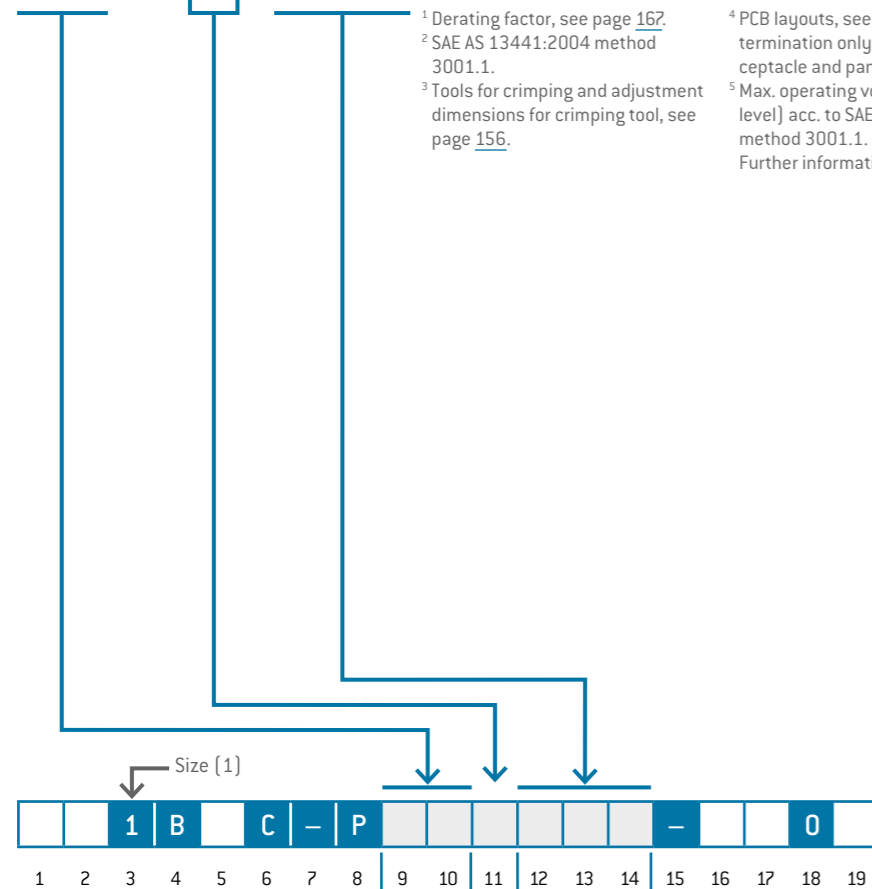 ¹ Derating factor, see page 167.
² SAE AS 13441:2004 method
3001.1.
³ Tools for crimping and adjustment
dimensions for crimping tool, see
page 156.
⁴ PCB layouts, see
termination only
ceptacle and par
⁵ Max. operating vo
level) acc. to SAE
method 3001.1.
Further informati
Size (1)
1 B C – P – 0
1 2 3 4 5 6 7 8 9 10 11 12 13 14 15 16 17 18 19